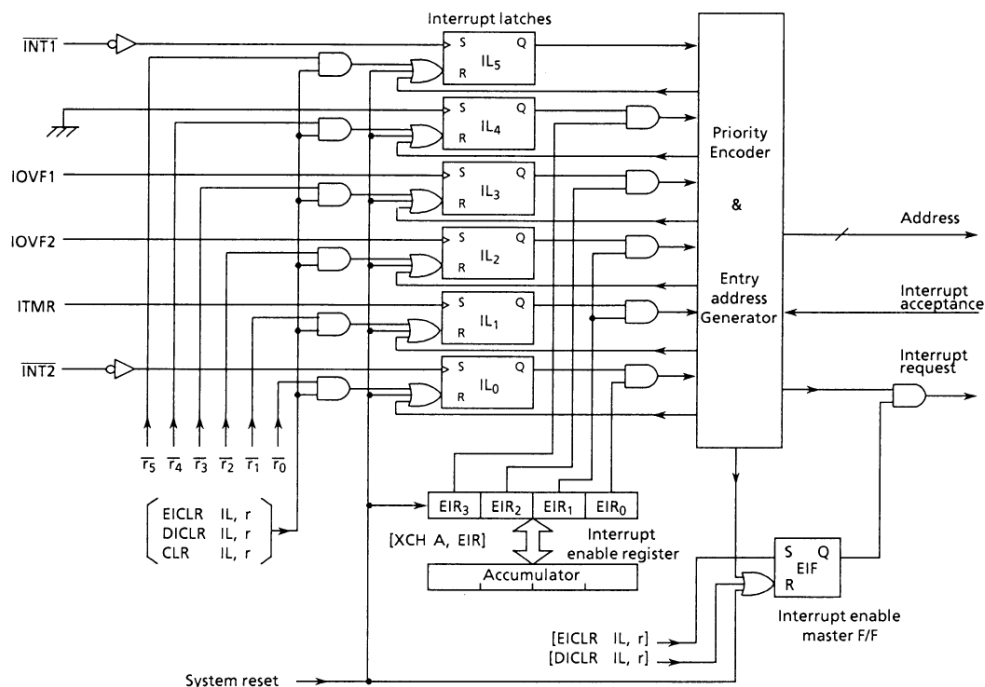 Interrupt latches
INT1
S Q
IL5
R
S Q
IL4
R
Priority
Encoder
&
Entry
address
Generator
IOVF1
S Q
IL3
R
Address
IOVF2
S Q
IL2
R
Interrupt
acceptance
ITMR
S Q
IL1
R
Interrupt
request
INT2
S Q
IL0
R
r5 r4 r3 r2 r1 r0
EICLR IL, r
DICLR IL, r
CLR IL, r
EIR3 EIR2 EIR1 EIR0
[XCH A, EIR]
Interrupt
enable register
Accumulator
S Q
EIF
R
Interrupt enable
master F/F
[EICLR IL, r]
[DICLR IL, r]
System reset